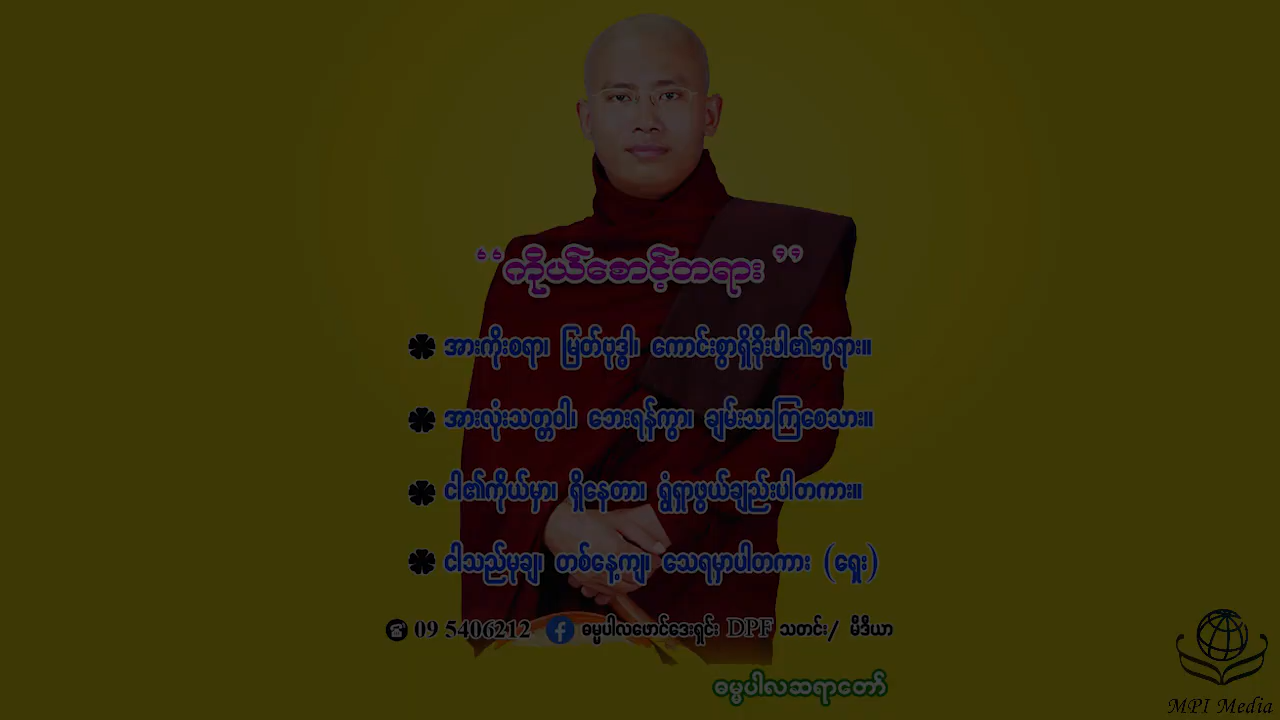 “ကိုယ်စောင့်တရား”
အားကိုးစရာ၊ မြတ်ဗုဒ္ဓါ၊ ကောင်းစွာရှိခိုးပါ၏ဘုရား။
အားလုံးသတ္တဝါ၊ ဘေးရန်ကွာ၊ ချမ်းသာကြစေသား။
ငါ၏ကိုယ်မှာ၊ ရှိနေတာ၊ ရွံ့ရှာဖွယ်ချည်းပါတကား။
ငါသည်မုချ၊ တစ်နေ့ကျ၊ သေရမှာပါတကား (ရှေး)
09 5406212 ဓမ္မပါလဖောင်ဒေးရှင်း DPF သတင်း/ မီဒီယာ
ဓမ္မပါလဆရာတော်
MPI Media